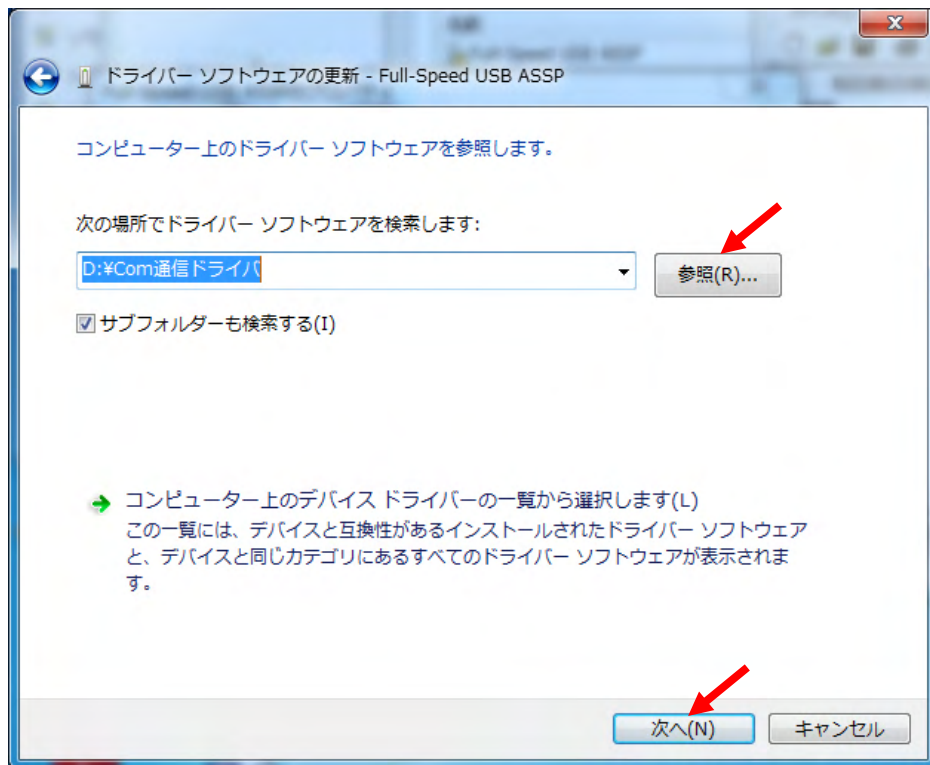 ドライバー ソフトウェアの更新 - Full-Speed USB ASSP
コンピューター上のドライバー ソフトウェアを参照します。
次の場所でドライバー ソフトウェアを検索します:
D:¥Com通信ドライバ
参照(R)...
サブフォルダーも検索する(I)
コンピューター上のデバイス ドライバーの一覧から選択します(L)
この一覧には、デバイスと互換性があるインストールされたドライバー ソフトウェア
と、デバイスと同じカテゴリにあるすべてのドライバー ソフトウェアが表示されま
す。
次へ(N)
キャンセル